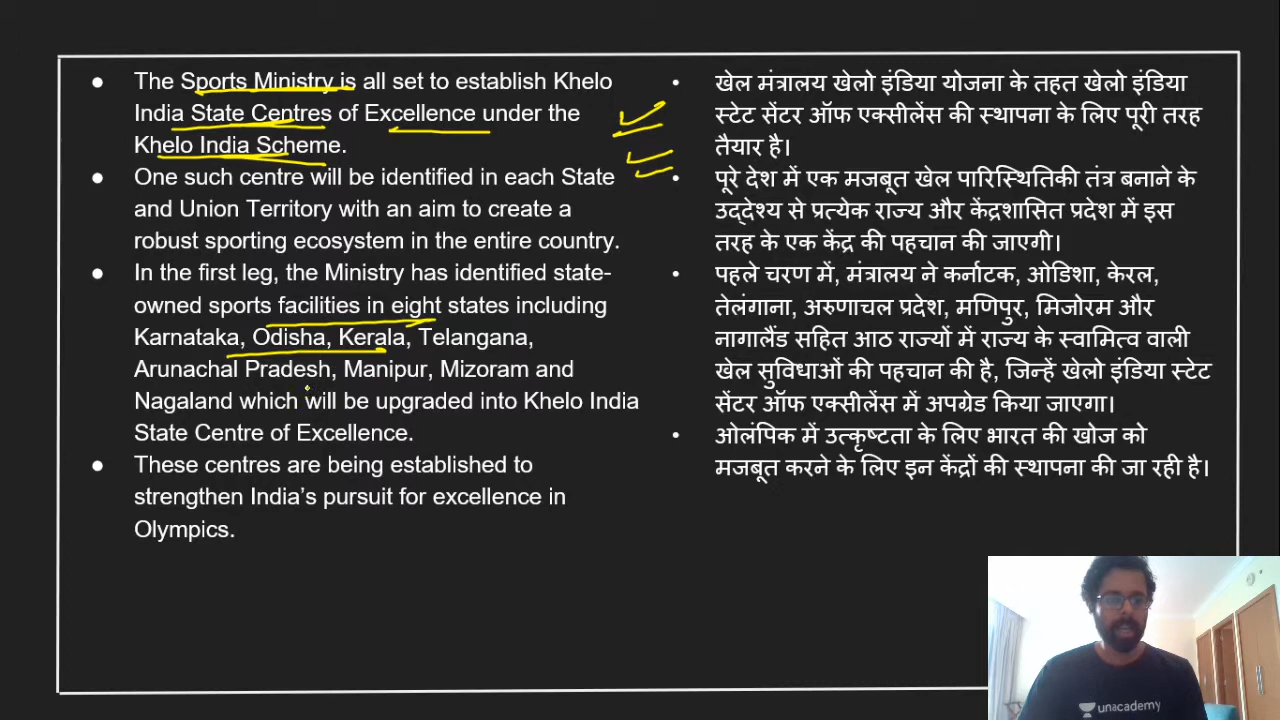 The Sports Ministry is all set to establish Khelo
India State Centres of Excellence under the
Khelo India Scheme.
One such centre will be identified in each State
and Union Territory with an aim to create a
robust sporting ecosystem in the entire country.
In the first leg, the Ministry has identified state-
owned sports facilities in eight states including
Karnataka, Odisha, Kerala, Telangana,
Arunachal Pradesh, Manipur, Mizoram and
Nagaland which will be upgraded into Khelo India
State Centre of Excellence.
These centres are being established to
strengthen India’s pursuit for excellence in
Olympics.
खेल मंत्रालय खेलो इंडिया योजना के तहत खेलो इंडिया
स्टेट सेंटर ऑफ एक्सीलेंस की स्थापना के लिए पूरी तरह
तैयार है।
पूरे देश में एक मजबूत खेल पारिस्थितिकी तंत्र बनाने के
उद्देश्य से प्रत्येक राज्य और केंद्रशासित प्रदेश में इस
तरह के एक केंद्र की पहचान की जाएगी।
पहले चरण में, मंत्रालय ने कर्नाटक, ओडिशा, केरल,
तेलंगाना, अरुणाचल प्रदेश, मणिपुर, मिजोरम और
नागालैंड सहित आठ राज्यों में राज्य के स्वामित्व वाली
खेल सुविधाओं की पहचान की है, जिन्हें खेलो इंडिया स्टेट
सेंटर ऑफ एक्सीलेंस में अपग्रेड किया जाएगा।
ओलंपिक में उत्कृष्टता के लिए भारत की खोज को
मजबूत करने के लिए इन केंद्रों की स्थापना की जा रही है।
unacademy